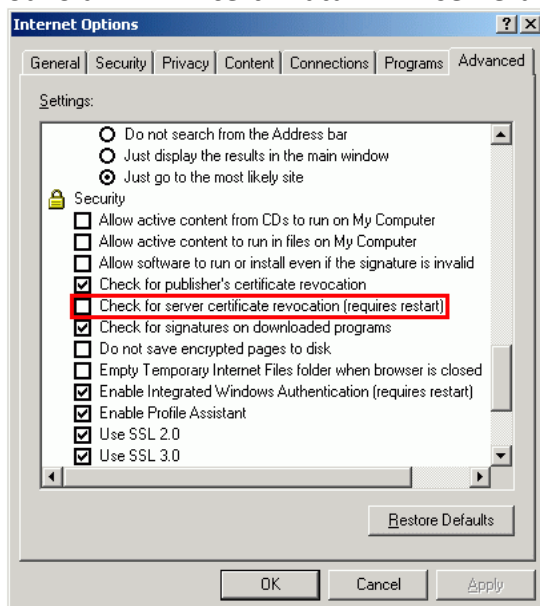 Internet Options
General Security Privacy Content Connections Programs Advanced
Settings:
Do not search from the Address bar
Just display the results in the main window
Just go to the most likely site
Security
Allow active content from CDs to run on My Computer
Allow active content to run in files on My Computer
Allow software to run or install even if the signature is invalid
Check for publisher's certificate revocation
Check for server certificate revocation (requires restart)
Check for signatures on downloaded programs
Do not save encrypted pages to disk
Empty Temporary Internet Files folder when browser is closed
Enable Integrated Windows Authentication (requires restart)
Enable Profile Assistant
Use SSL 2.0
Use SSL 3.0
Restore Defaults
OK Cancel Apply